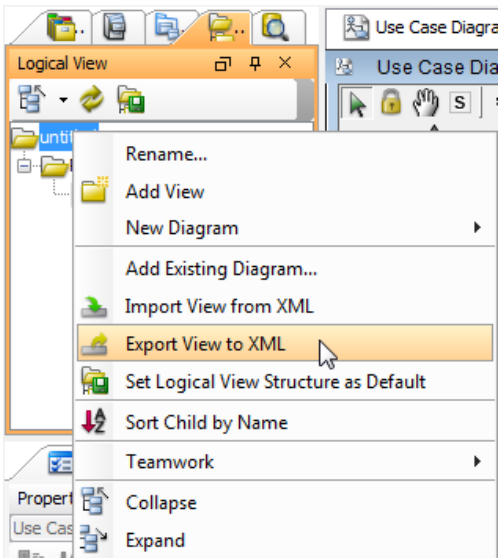 Use Case Diagra
Logical View
Use Case Dia
S
unti
Rename...
Add View
New Diagram
Add Existing Diagram...
Import View from XML
Export View to XML
Set Logical View Structure as Default
Sort Child by Name
Teamwork
Propert
Collapse
Use Cas
Expand